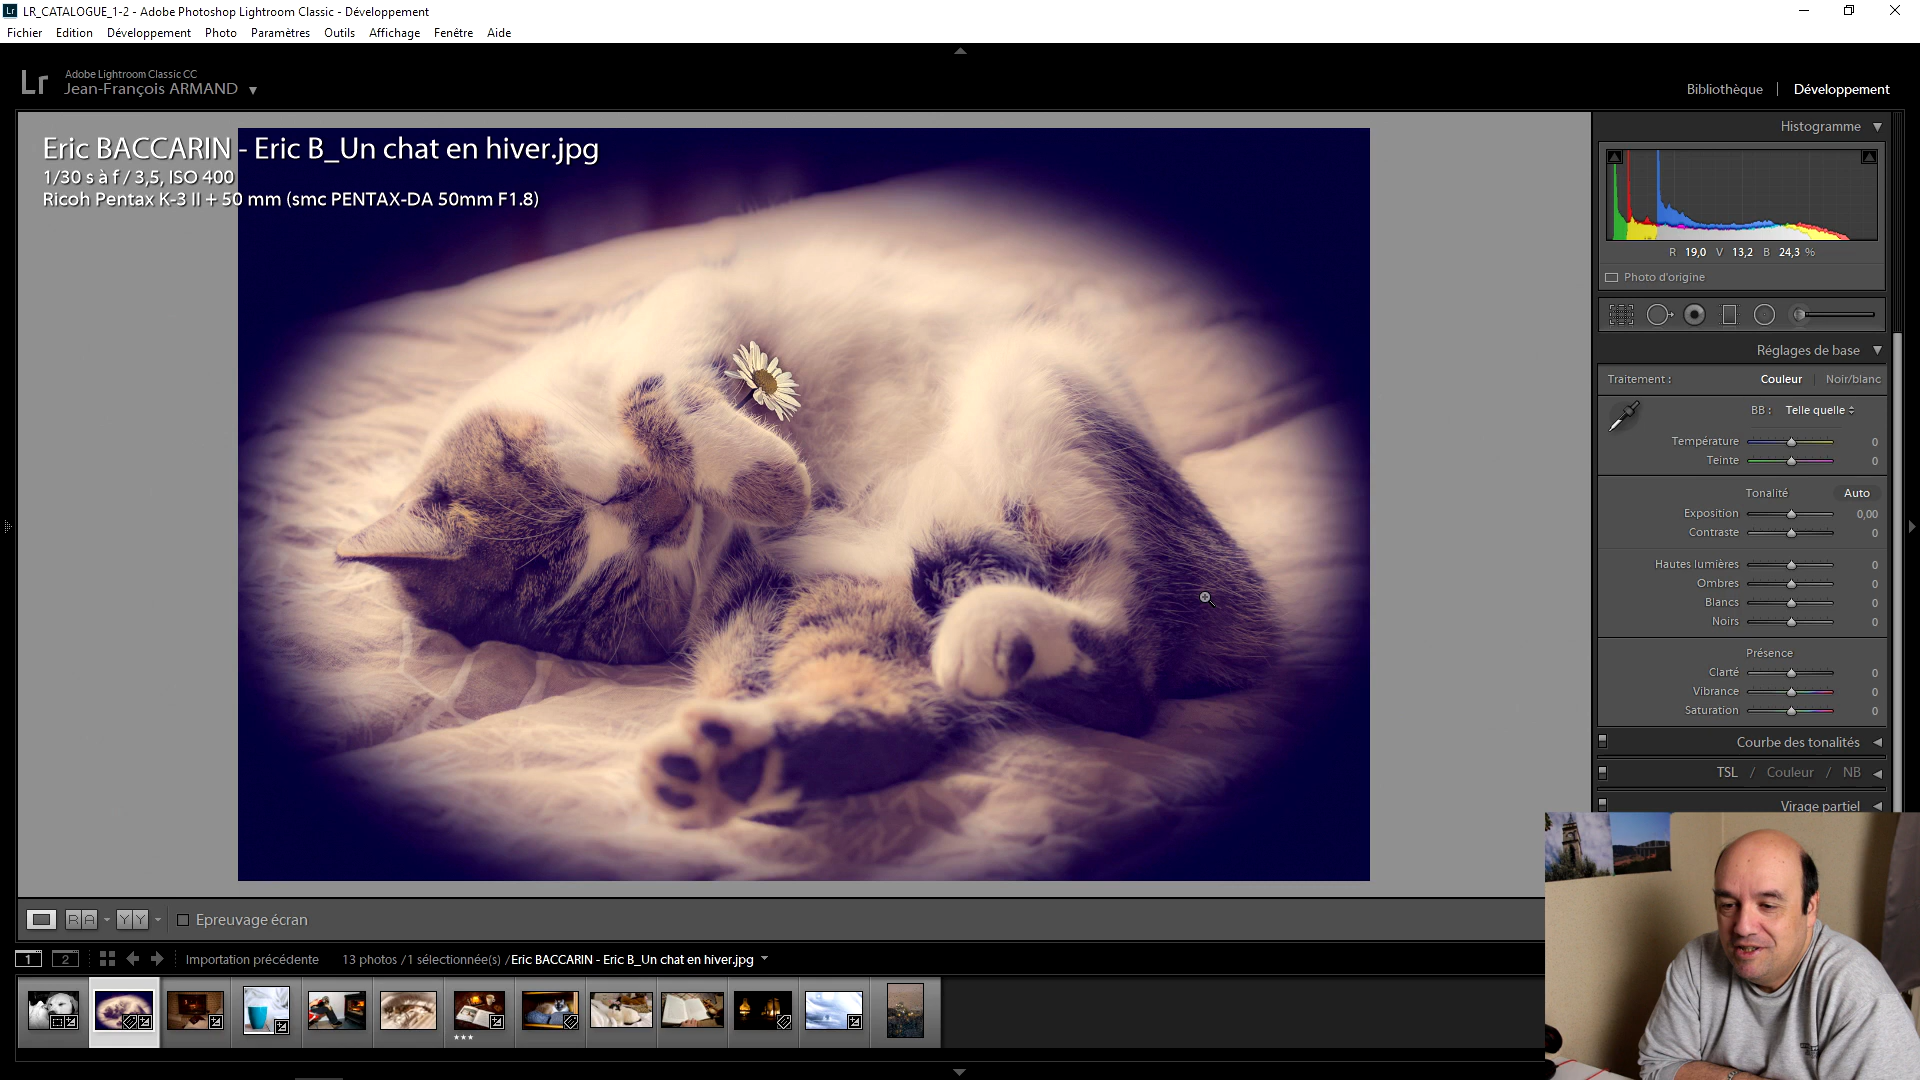 LR_CATALOGUE_1-2 - Adobe Photoshop Lightroom Classic - Développement
Fichier Edition Développement Photo Paramètres Outils Affichage Fenêtre Aide
Lr
Adobe Lightroom Classic CC
Jean-François ARMAND
Bibliothèque | Développement
Eric BACCARIN - Eric B_Un chat en hiver.jpg
1/30 s à f / 3,5, ISO 400
Ricoh Pentax K-3 II + 50 mm (smc PENTAX-DA 50mm F1.8)
Histogramme
R 19,0 V 13,2 B 24,3 %
Photo d'origine
Réglages de base
Traitement : Couleur Noir/blanc
BB : Telle quelle
Température 0
Teinte 0
Tonalité Auto
Exposition 0,00
Contraste 0
Hautes lumières 0
Ombres 0
Blancs 0
Noirs 0
Présence
Clarté 0
Vibrance 0
Saturation 0
Courbe des tonalités
TSL / Couleur / NB
Virage partiel
R A Y Y Epreuvage écran
1 2 Importation précédente 13 photos /1 sélectionnée(s) /Eric BACCARIN - Eric B_Un chat en hiver.jpg